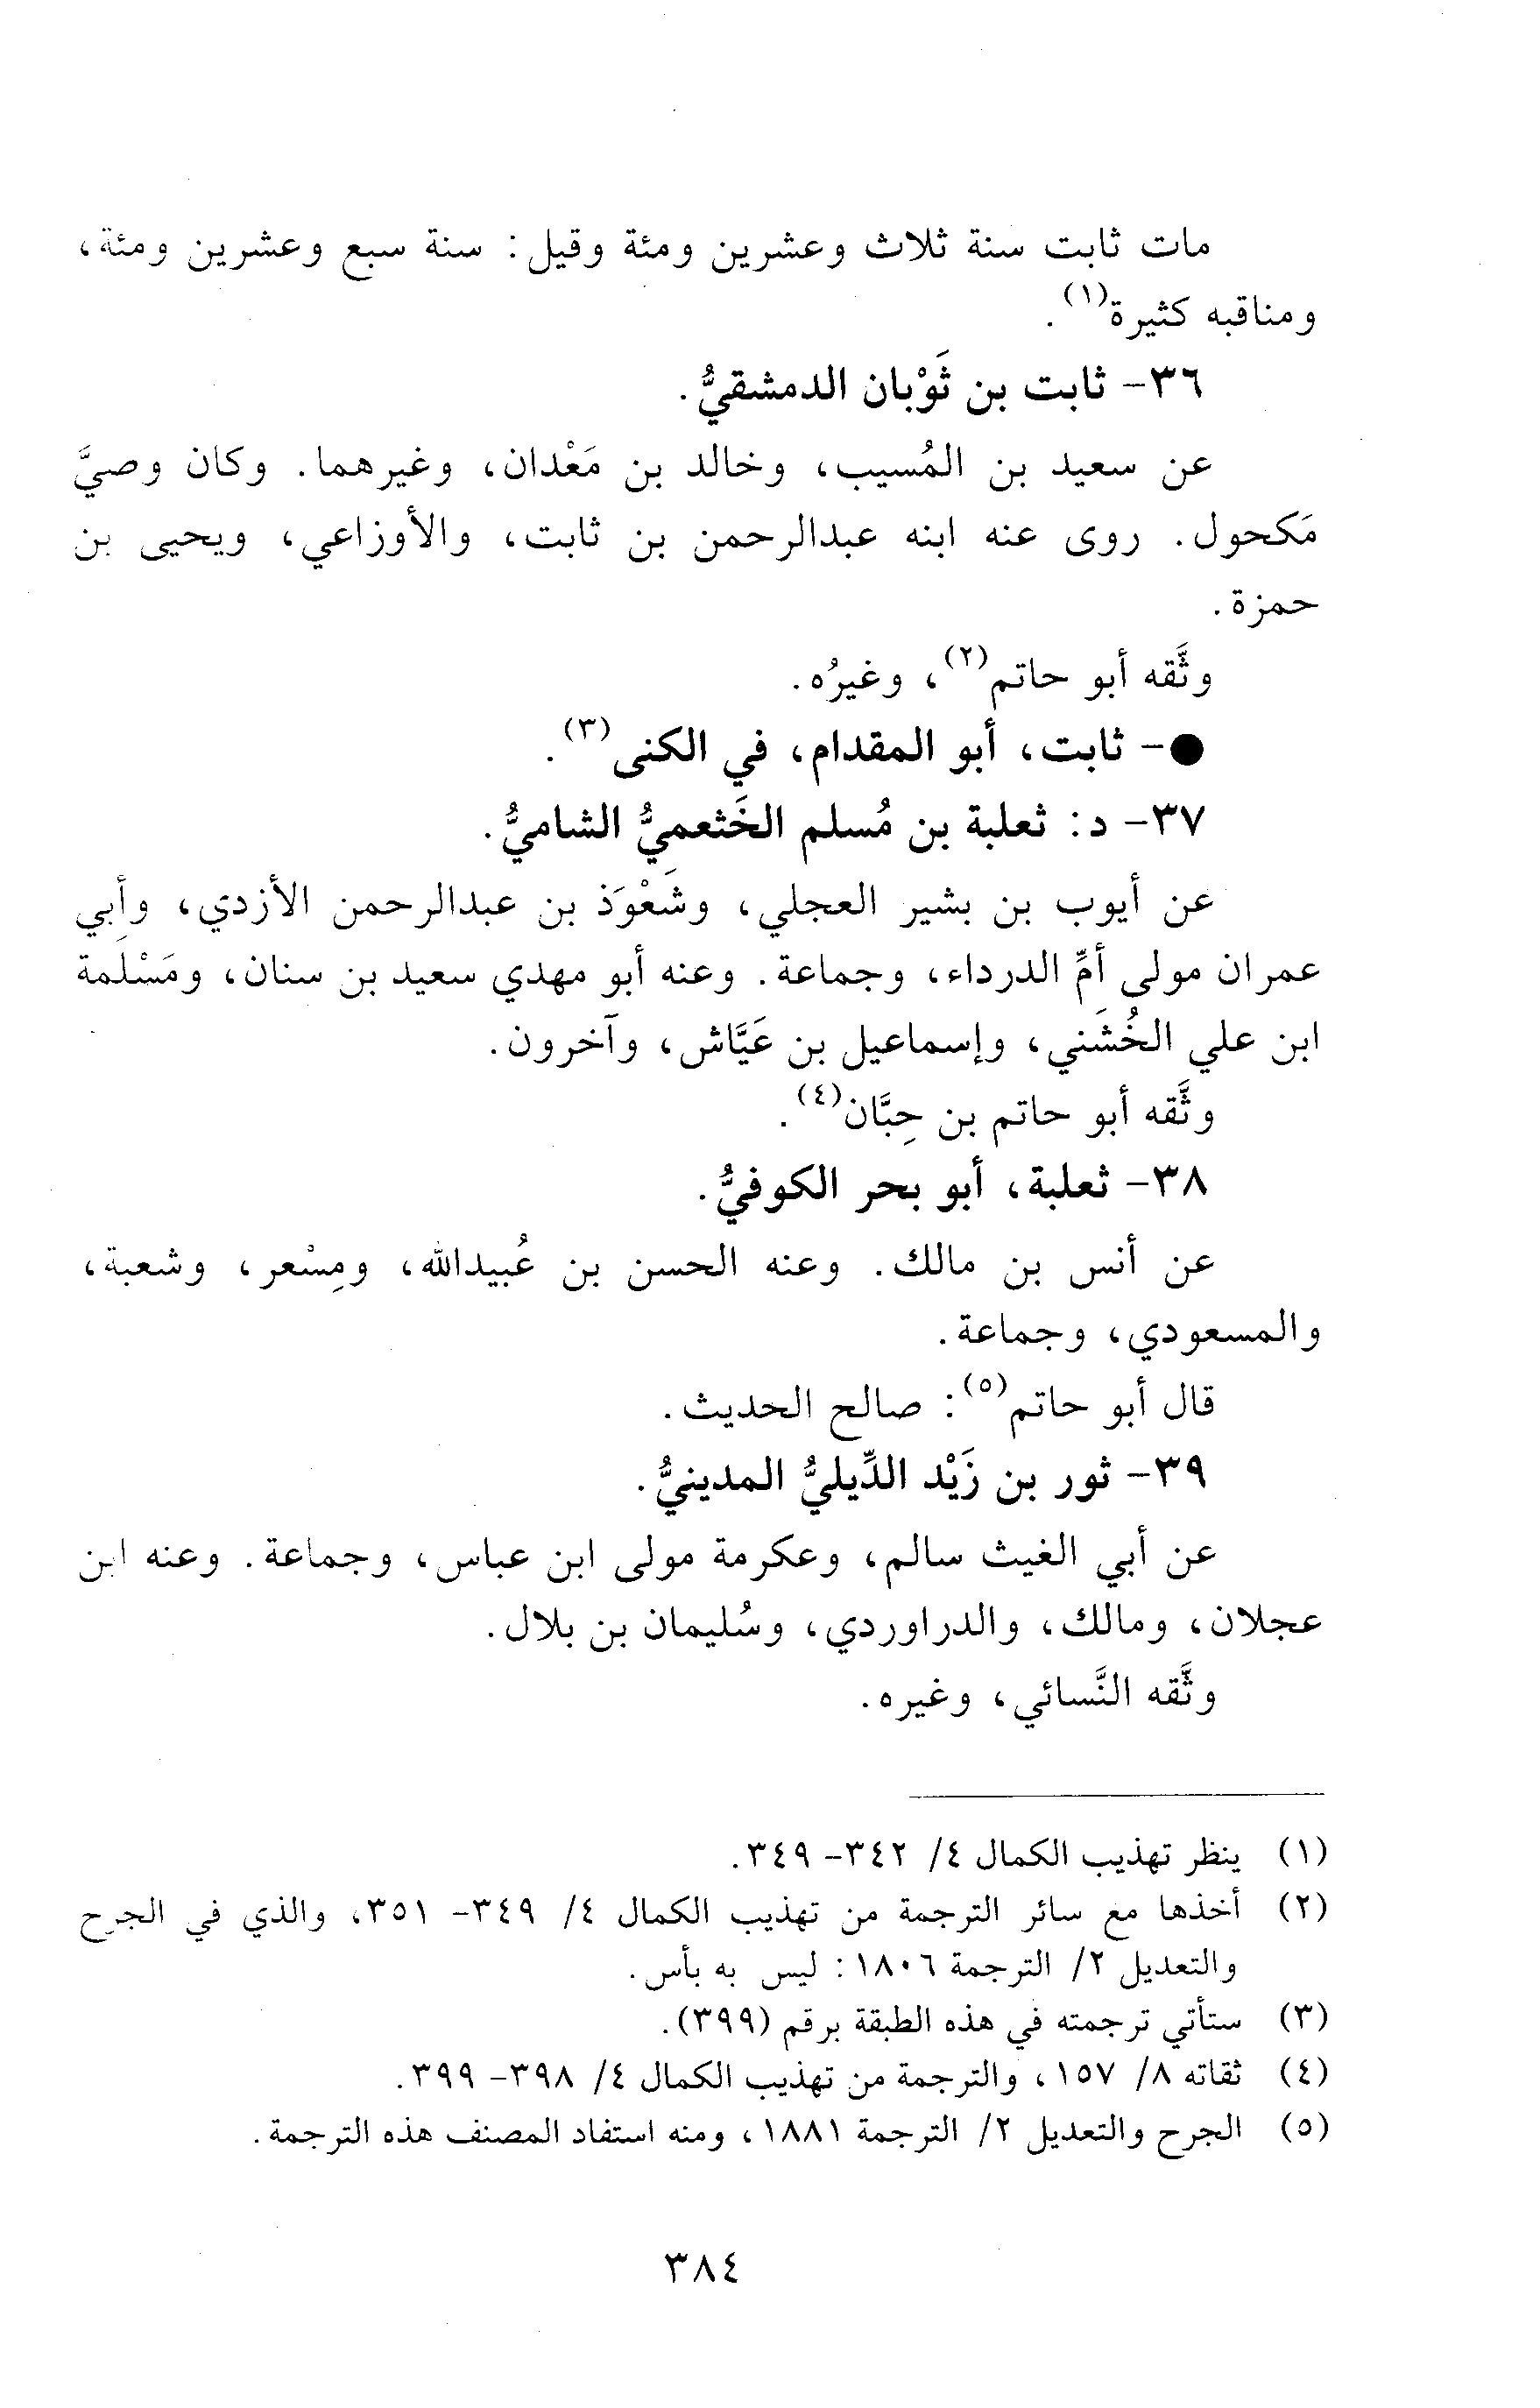 مات ثابت سنة ثلاث وعشرين ومئة وقيل: سنة سبع وعشرين ومئة،
ومناقبه كثيرة(١).
٣٦- ثابت بن ثَوْبان الدمشقيُّ.
عن سعيد بن المُسيب، وخالد بن مَعْدان، وغيرهما. وكان وصيَّ
مَكحول. روى عنه ابنه عبدالرحمن بن ثابت، والأوزاعي، ويحيى بن
حمزة.
وثَّقه أبو حاتم(٢)، وغيرُه.
●- ثابت، أبو المقدام، في الكنى(٣).
٣٧- د: ثعلبة بن مُسلم الخَثعميُّ الشاميُّ.
عن أيوب بن بشير العجلي، وشَعْوَذ بن عبدالرحمن الأزدي، وأبي
عمران مولى أمِّ الدرداء، وجماعة. وعنه أبو مهدي سعيد بن سنان، ومَسْلَمة
ابن علي الخُشَني، وإسماعيل بن عَيَّاش، وآخرون.
وثَّقه أبو حاتم بن حِبَّان(٤).
٣٨- ثعلبة، أبو بحر الكوفيُّ.
عن أنس بن مالك. وعنه الحسن بن عُبيدالله، ومِسْعر، وشعبة،
والمسعودي، وجماعة.
قال أبو حاتم(٥): صالح الحديث.
٣٩- ثور بن زَيْد الدِّيليُّ المدينيُّ.
عن أبي الغيث سالم، وعكرمة مولى ابن عباس، وجماعة. وعنه ابن
عجلان، ومالك، والدراوردي، وسُليمان بن بلال.
وثَّقه النَّسائي، وغيره.
(١) ينظر تهذيب الكمال ٤/ ٣٤٢- ٣٤٩.
(٢) أخذها مع سائر الترجمة من تهذيب الكمال ٤/ ٣٤٩- ٣٥١، والذي في الجرح
والتعديل ٢/ الترجمة ١٨٠٦: ليس به بأس.
(٣) ستأتي ترجمته في هذه الطبقة برقم (٣٩٩).
(٤) ثقاته ٨/ ١٥٧، والترجمة من تهذيب الكمال ٤/ ٣٩٨- ٣٩٩.
(٥) الجرح والتعديل ٢/ الترجمة ١٨٨١، ومنه استفاد المصنف هذه الترجمة.
٣٨٤